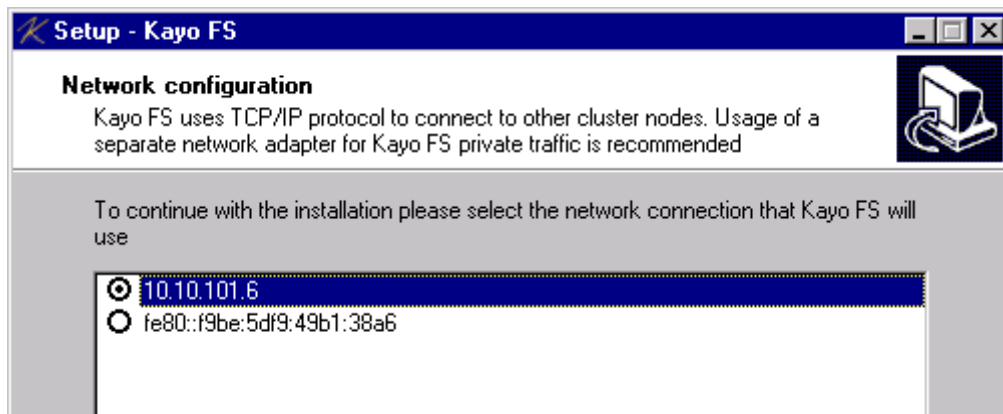 Setup - Kayo FS
Network configuration
Kayo FS uses TCP/IP protocol to connect to other cluster nodes. Usage of a
separate network adapter for Kayo FS private traffic is recommended
To continue with the installation please select the network connection that Kayo FS will
use
10.10.101.6
fe80::f9be:5df9:49b1:38a6